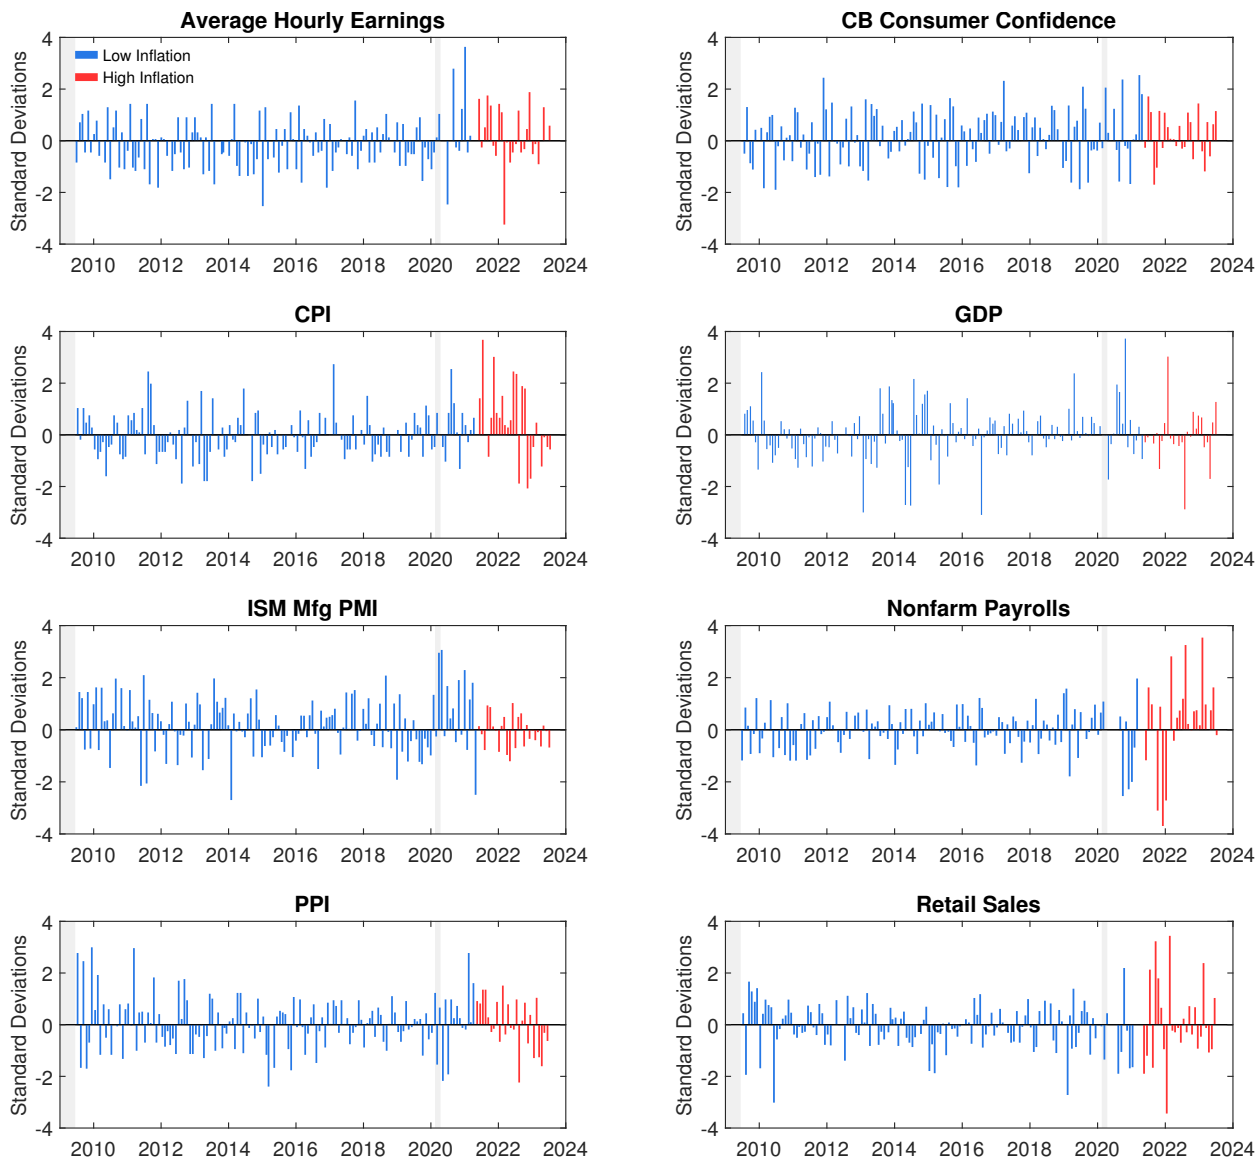 Average Hourly Earnings
Standard Deviations
4
2
0
-2
-4
Low Inflation
High Inflation
2010 2012 2014 2016 2018 2020 2022 2024
CB Consumer Confidence
Standard Deviations
4
2
0
-2
-4
2010 2012 2014 2016 2018 2020 2022 2024
CPI
Standard Deviations
4
2
0
-2
-4
2010 2012 2014 2016 2018 2020 2022 2024
GDP
Standard Deviations
4
2
0
-2
-4
2010 2012 2014 2016 2018 2020 2022 2024
ISM Mfg PMI
Standard Deviations
4
2
0
-2
-4
2010 2012 2014 2016 2018 2020 2022 2024
Nonfarm Payrolls
Standard Deviations
4
2
0
-2
-4
2010 2012 2014 2016 2018 2020 2022 2024
PPI
Standard Deviations
4
2
0
-2
-4
2010 2012 2014 2016 2018 2020 2022 2024
Retail Sales
Standard Deviations
4
2
0
-2
-4
2010 2012 2014 2016 2018 2020 2022 2024